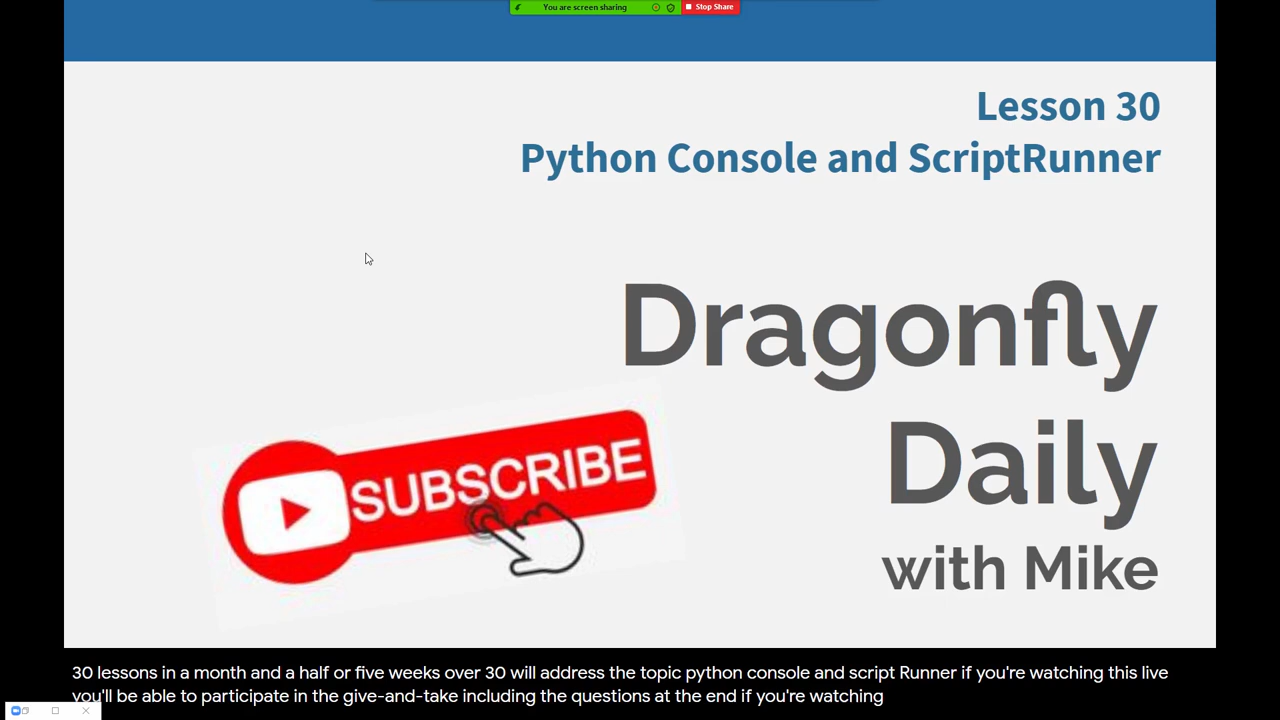 You are screen sharing
Stop Share
Lesson 30
Python Console and ScriptRunner
Dragonfly
Daily
with Mike
SUBSCRIBE
30 lessons in a month and a half or five weeks over 30 will address the topic python console and script Runner if you're watching this live
you'll be able to participate in the give-and-take including the questions at the end if you're watching